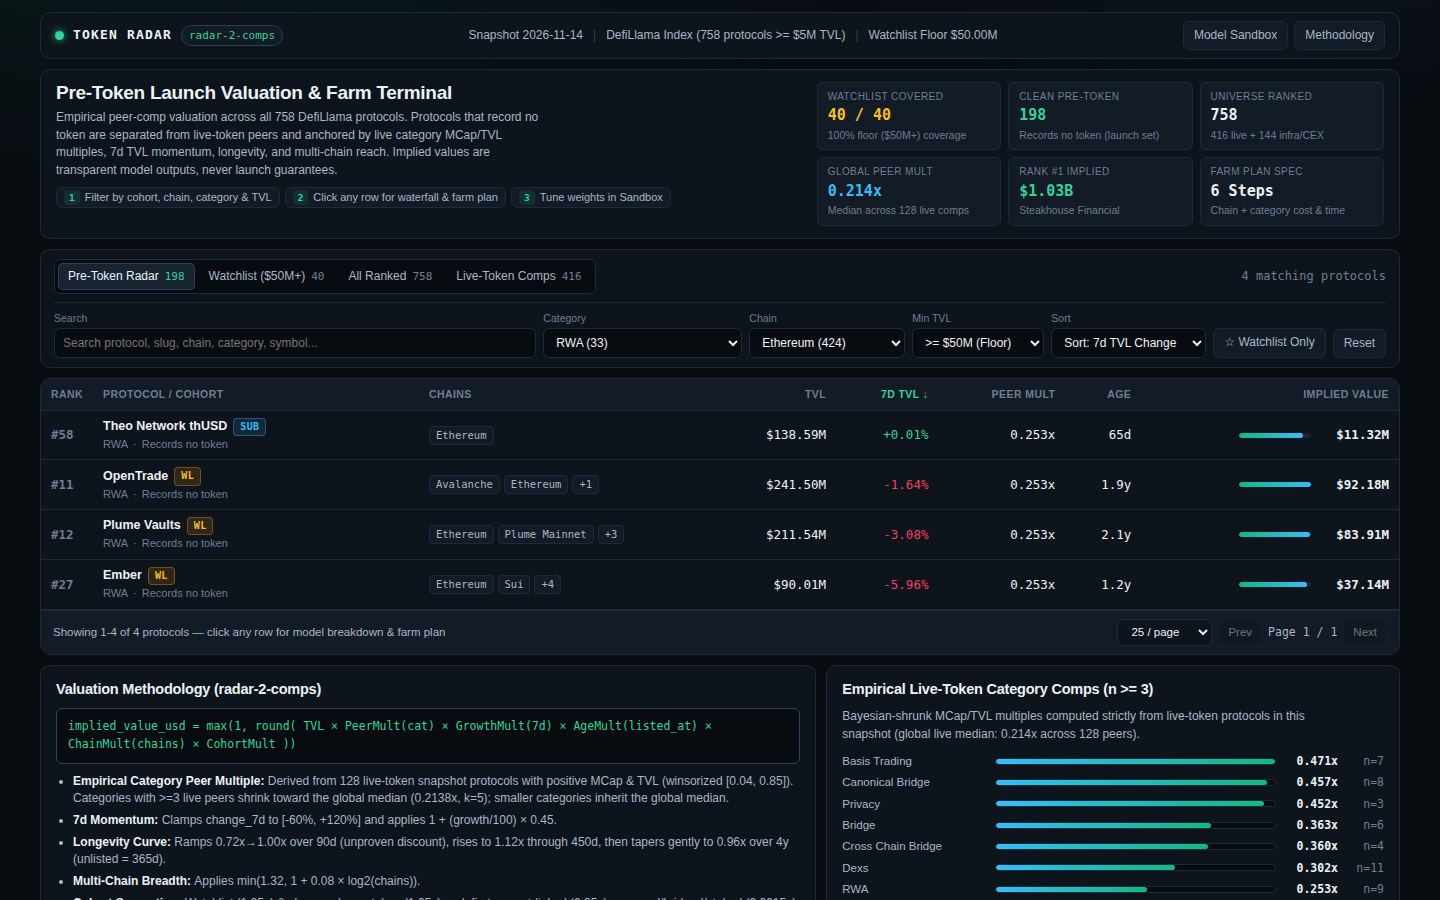 TOKEN RADAR radar-2-comps
Snapshot 2026-11-14 | DefiLlama Index (758 protocols >= $5M TVL) | Watchlist Floor $50.00M
Model Sandbox Methodology
Pre-Token Launch Valuation & Farm Terminal
Empirical peer-comp valuation across all 758 DefiLlama protocols. Protocols that record no
token are separated from live-token peers and anchored by live category MCap/TVL
multiples, 7d TVL momentum, longevity, and multi-chain reach. Implied values are
transparent model outputs, never launch guarantees.
1 Filter by cohort, chain, category & TVL 2 Click any row for waterfall & farm plan 3 Tune weights in Sandbox
WATCHLIST COVERED
40 / 40
100% floor ($50M+) coverage
CLEAN PRE-TOKEN
198
Records no token (launch set)
UNIVERSE RANKED
758
416 live + 144 infra/CEX
GLOBAL PEER MULT
0.214x
Median across 128 live comps
RANK #1 IMPLIED
$1.03B
Steakhouse Financial
FARM PLAN SPEC
6 Steps
Chain + category cost & time
Pre-Token Radar 198 Watchlist ($50M+) 40 All Ranked 758 Live-Token Comps 416
4 matching protocols
Search Category Chain Min TVL Sort
Search protocol, slug, chain, category, symbol... RWA (33) Ethereum (424) >= $50M (Floor) Sort: 7d TVL Change ☆ Watchlist Only Reset
RANK PROTOCOL / COHORT CHAINS TVL 7D TVL ↓ PEER MULT AGE IMPLIED VALUE
#58 Theo Network thUSD SUB Ethereum $138.59M +0.01% 0.253x 65d $11.32M
RWA · Records no token
#11 OpenTrade WL Avalanche Ethereum +1 $241.50M -1.64% 0.253x 1.9y $92.18M
RWA · Records no token
#12 Plume Vaults WL Ethereum Plume Mainnet +3 $211.54M -3.08% 0.253x 2.1y $83.91M
RWA · Records no token
#27 Ember WL Ethereum Sui +4 $90.01M -5.96% 0.253x 1.2y $37.14M
RWA · Records no token
Showing 1-4 of 4 protocols — click any row for model breakdown & farm plan
25 / page Prev Page 1 / 1 Next
Valuation Methodology (radar-2-comps)
implied_value_usd = max(1, round( TVL × PeerMult(cat) × GrowthMult(7d) × AgeMult(listed_at) ×
ChainMult(chains) × CohortMult ))
• Empirical Category Peer Multiple: Derived from 128 live-token snapshot protocols with positive MCap & TVL (winsorized [0.04, 0.85]).
Categories with >=3 live peers shrink toward the global median (0.2138x, k=5); smaller categories inherit the global median.
• 7d Momentum: Clamps change_7d to [-60%, +120%] and applies 1 + (growth/100) × 0.45.
• Longevity Curve: Ramps 0.72x→1.00x over 90d (unproven discount), rises to 1.12x through 450d, then tapers gently to 0.96x over 4y
(unlisted = 365d).
• Multi-Chain Breadth: Applies min(1.32, 1 + 0.08 × log2(chains)).
Empirical Live-Token Category Comps (n >= 3)
Bayesian-shrunk MCap/TVL multiples computed strictly from live-token protocols in this
snapshot (global live median: 0.214x across 128 peers).
Basis Trading 0.471x n=7
Canonical Bridge 0.457x n=8
Privacy 0.452x n=3
Bridge 0.363x n=6
Cross Chain Bridge 0.360x n=4
Dexs 0.302x n=11
RWA 0.253x n=9